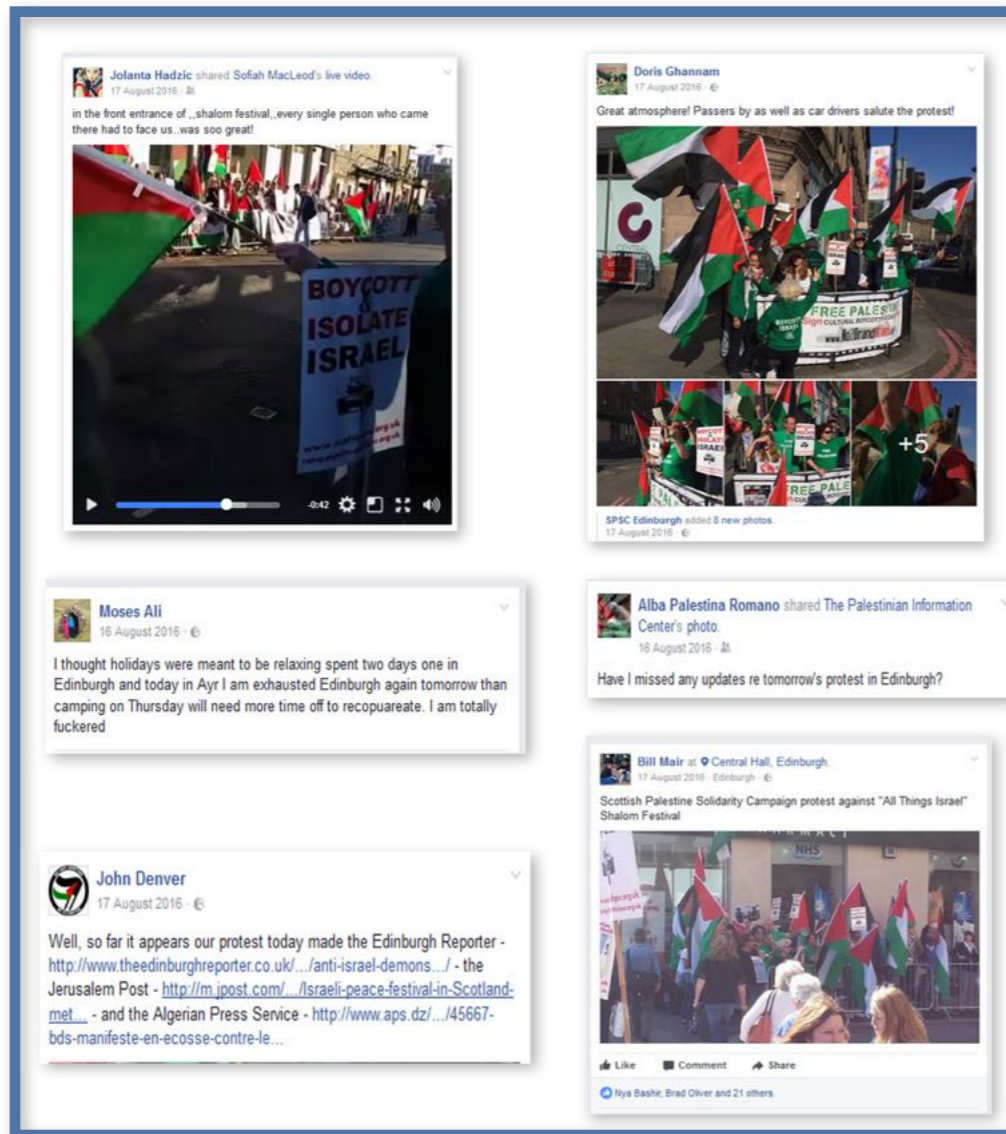 Jolanta Hadzic shared Sofiah MacLeod's live video.
17 August 2016
in the front entrance of ,,shalom festival,,every single person who came
there had to face us..was soo great!
BOYCOTT
&
ISOLATE
ISRAEL
-0:42
Doris Ghannam
17 August 2016
Great atmosphere! Passers by as well as car drivers salute the protest!
FREE PALESTINE
Sign CULTURAL BOYCOTT
BOYCOTT
ISRAEL
BOYCOTT
ISOLATE
ISRAEL
FREE PALE
+5
SPSC Edinburgh added 8 new photos.
17 August 2016
Moses Ali
16 August 2016
I thought holidays were meant to be relaxing spent two days one in
Edinburgh and today in Ayr I am exhausted Edinburgh again tomorrow than
camping on Thursday will need more time off to recopuareate. I am totally
fuckered
Alba Palestina Romano shared The Palestinian Information
Center's photo.
16 August 2016
Have I missed any updates re tomorrow's protest in Edinburgh?
John Denver
17 August 2016
Well, so far it appears our protest today made the Edinburgh Reporter -
http://www.theedinburghreporter.co.uk/.../anti-israel-demons.../ - the
Jerusalem Post - http://m.jpost.com/.../Israeli-peace-festival-in-Scotland-
met... - and the Algerian Press Service - http://www.aps.dz/.../45667-
bds-manifeste-en-ecosse-contre-le...
Bill Mair at Central Hall, Edinburgh.
17 August 2016 · Edinburgh
Scottish Palestine Solidarity Campaign protest against "All Things Israel"
Shalom Festival
NHS
Like Comment Share
Nya Bashir, Brad Oliver and 21 others